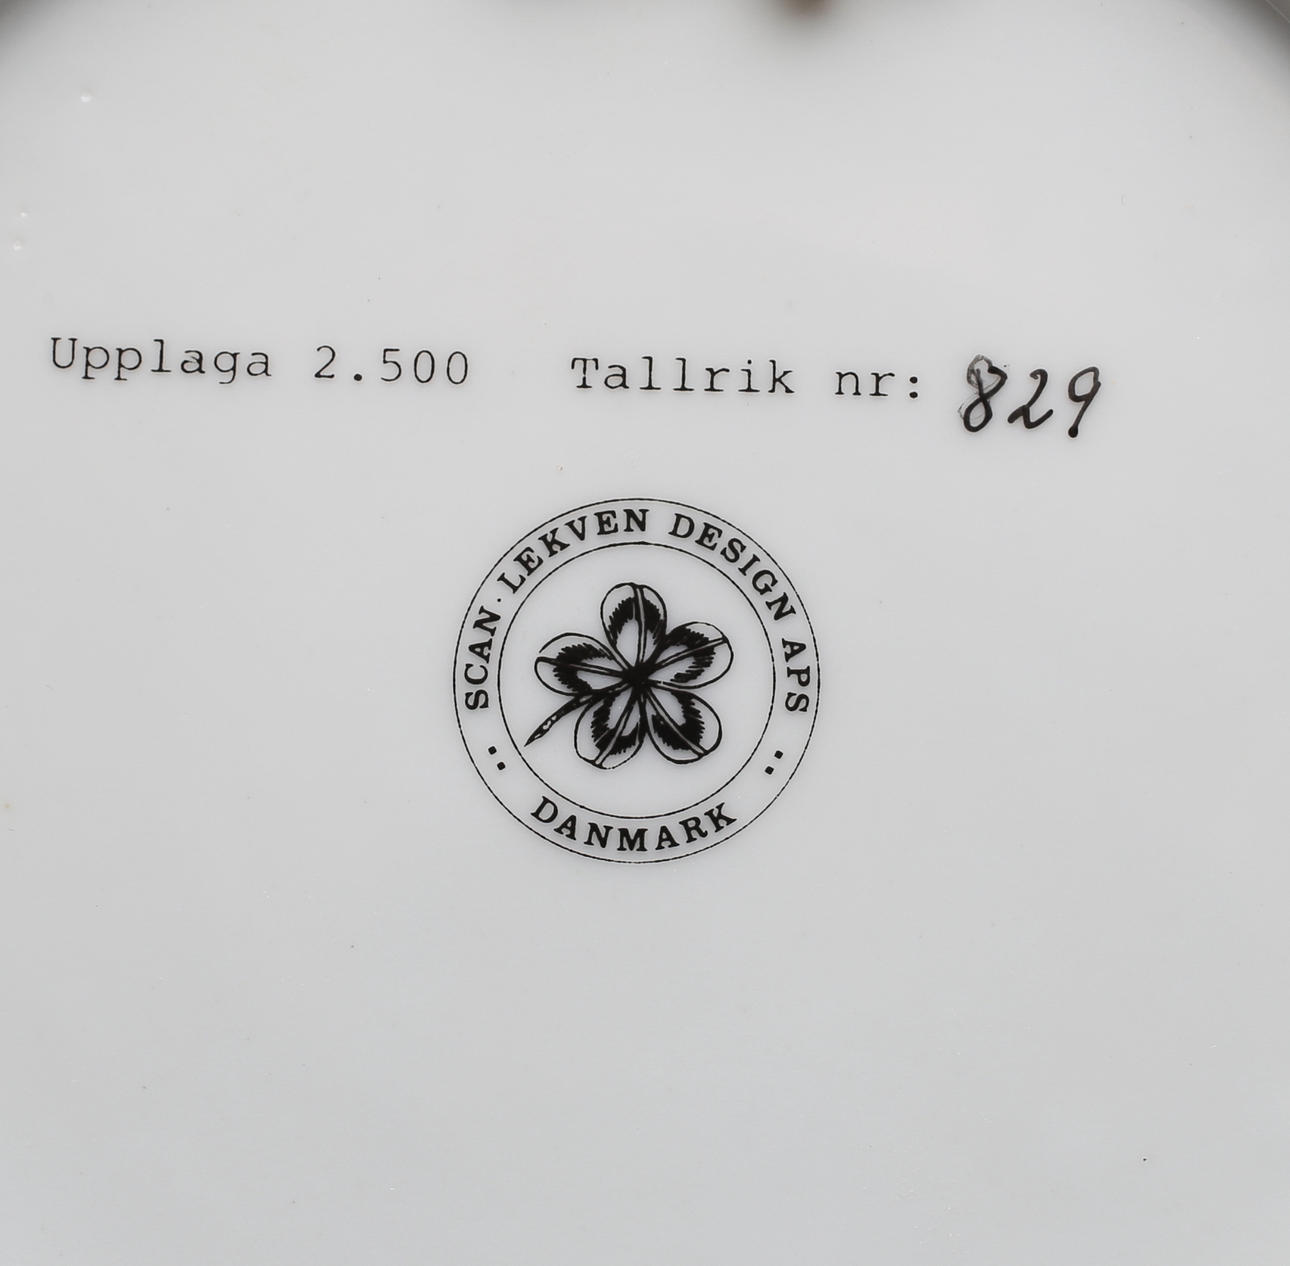 Upplaga 2.500 Tallrik nr: 829
SCAN·LEKVEN DESIGN APS
DANMARK